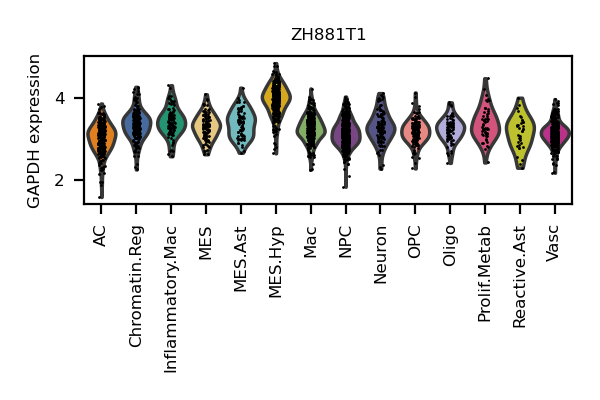 ZH881T1
GAPDH expression
4
2
AC
Chromatin.Reg
Inflammatory.Mac
MES
MES.Ast
MES.Hyp
Mac
NPC
Neuron
OPC
Oligo
Prolif.Metab
Reactive.Ast
Vasc